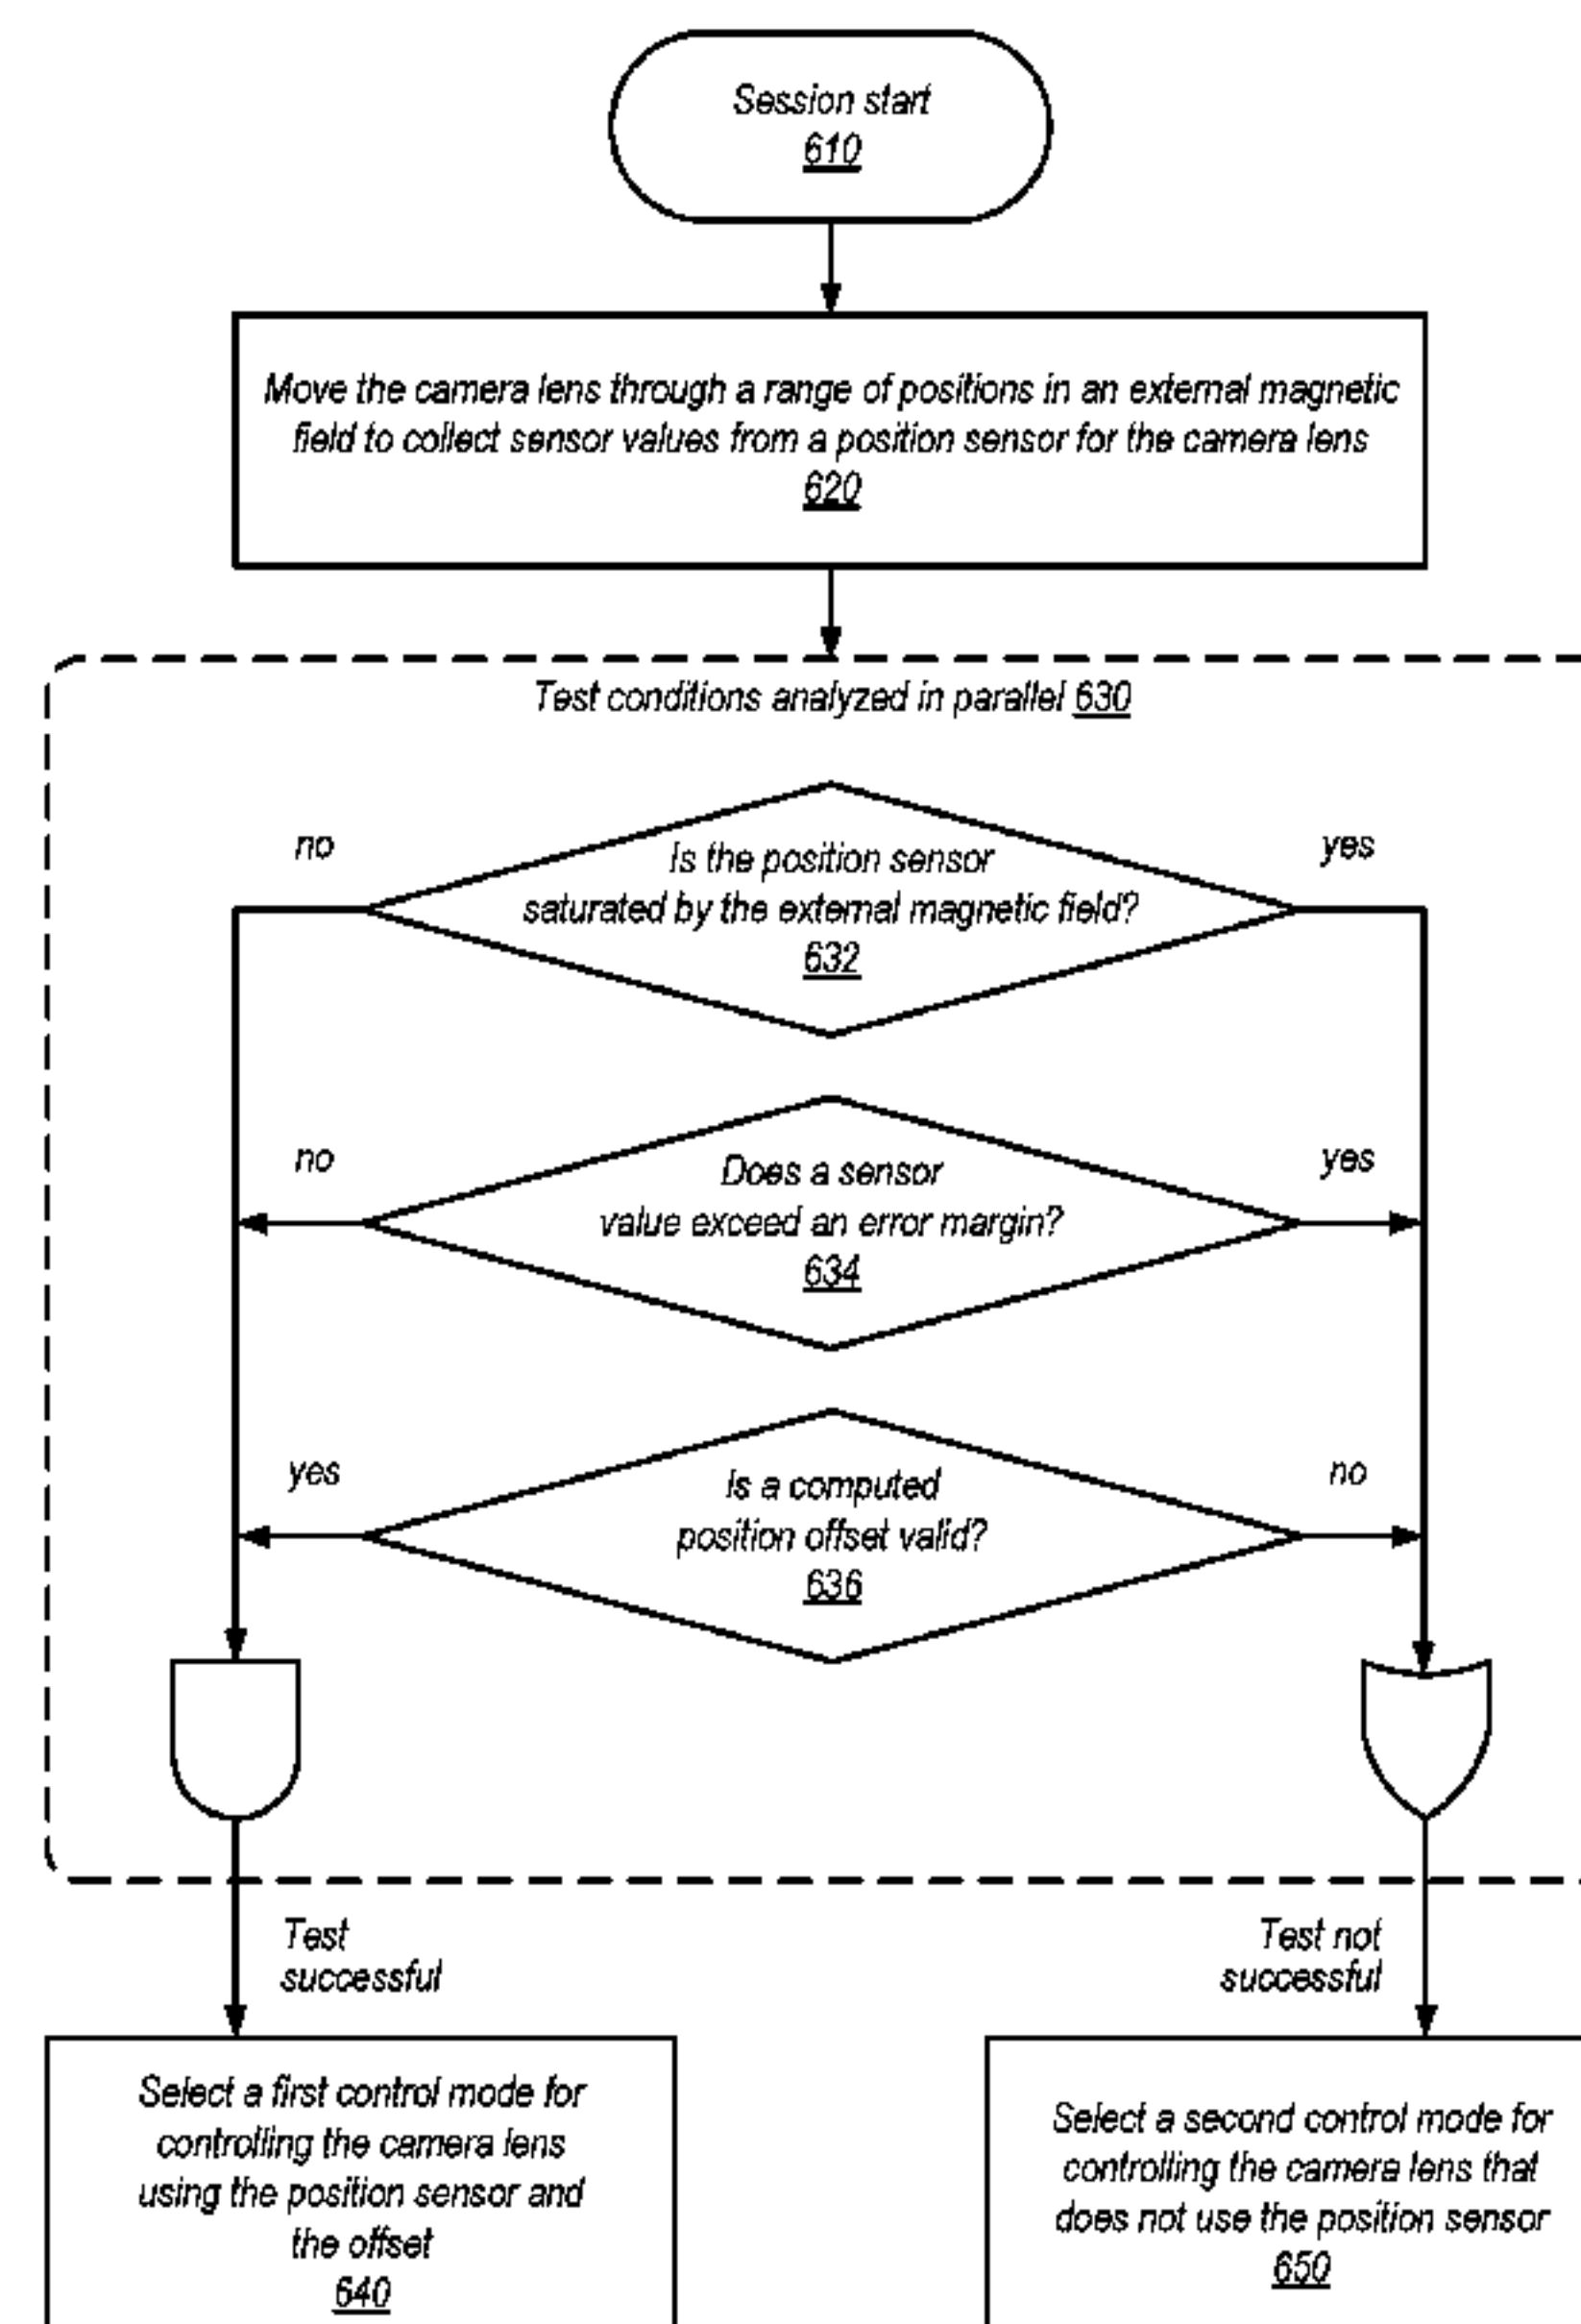 Session start
610
Move the camera lens through a range of positions in an external magnetic
field to collect sensor values from a position sensor for the camera lens
620
Test conditions analyzed in parallel 630
no
yes
Is the position sensor
saturated by the external magnetic field?
632
no
yes
Does a sensor
value exceed an error margin?
634
yes
no
Is a computed
position offset valid?
636
Test
successful
Test not
successful
Select a first control mode for
controlling the camera lens
using the position sensor and
the offset
640
Select a second control mode for
controlling the camera lens that
does not use the position sensor
650